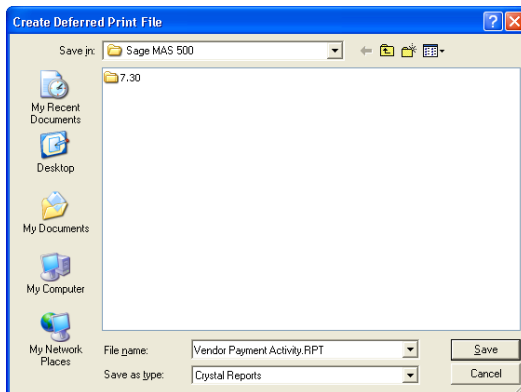 Create Deferred Print File
Save in: Sage MAS 500
7.30
My Recent
Documents
Desktop
My Documents
My Computer
My Network
Places
File name: Vendor Payment Activity.RPT Save
Save as type: Crystal Reports Cancel